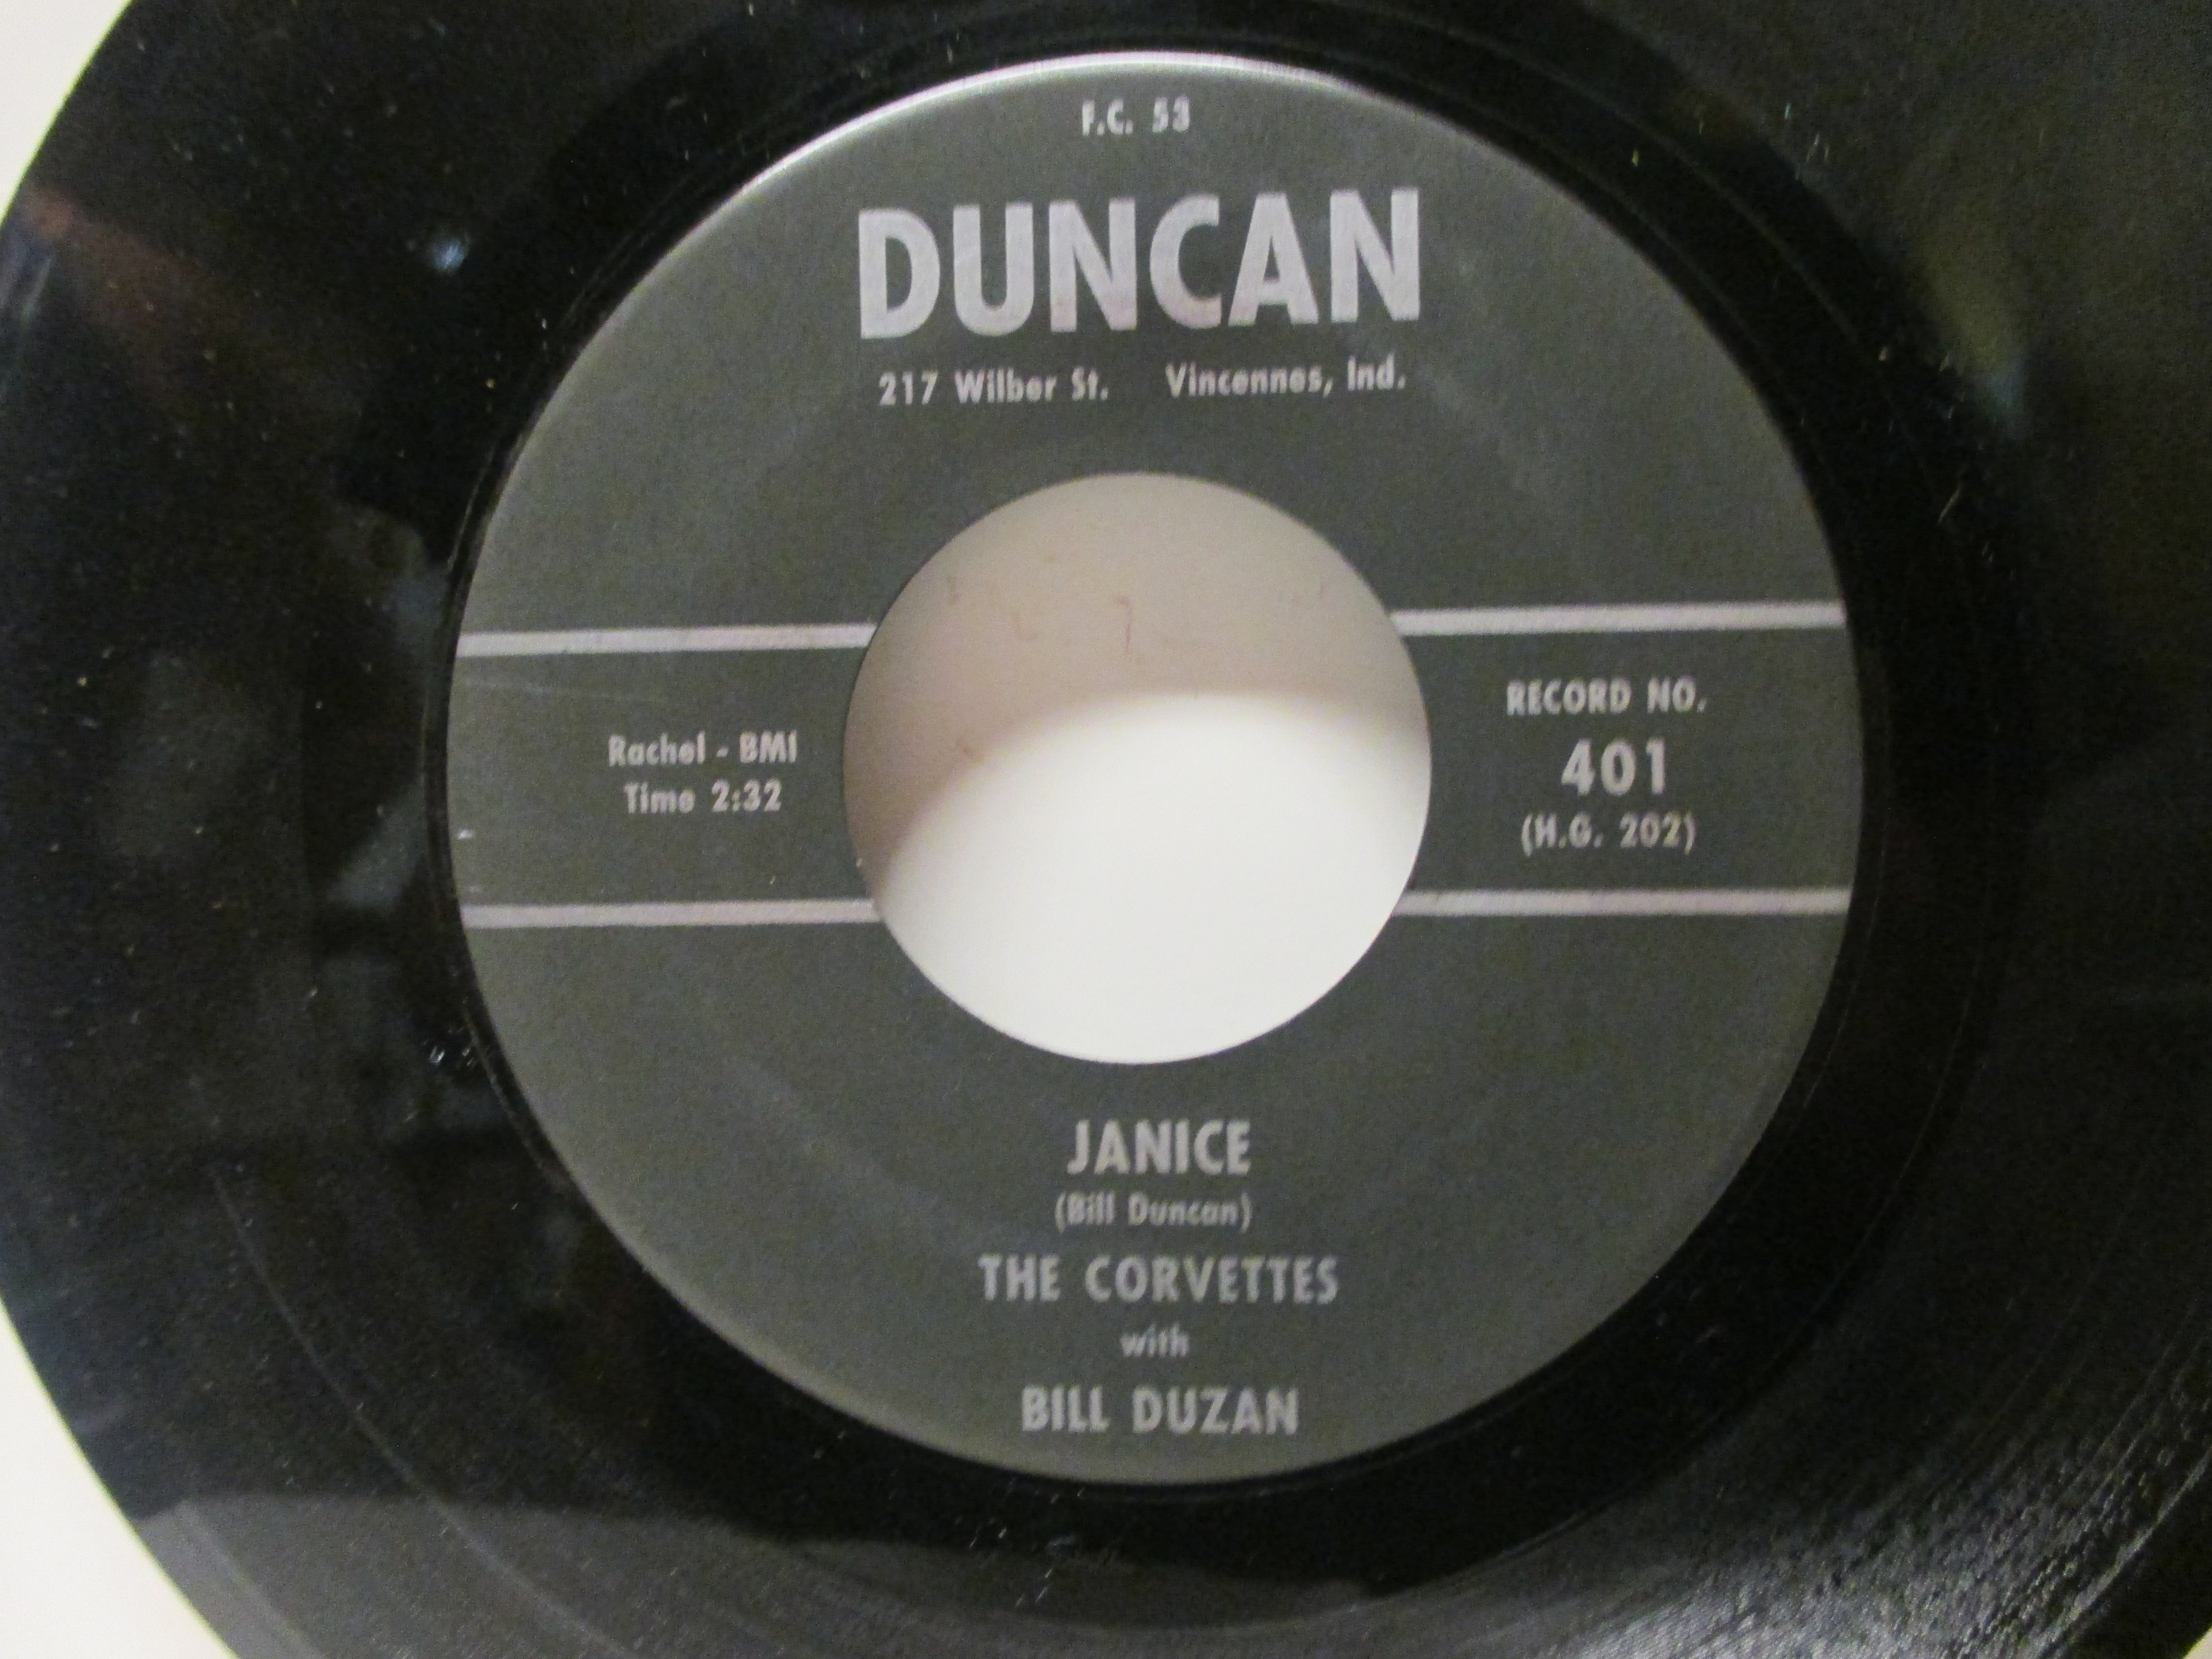 F.C. 53
DUNCAN
217 Wilber St. Vincennes, Ind.
Rachel - BMI
Time 2:32
RECORD NO.
401
(H.G. 202)
JANICE
(Bill Duncan)
THE CORVETTES
with
BILL DUZAN